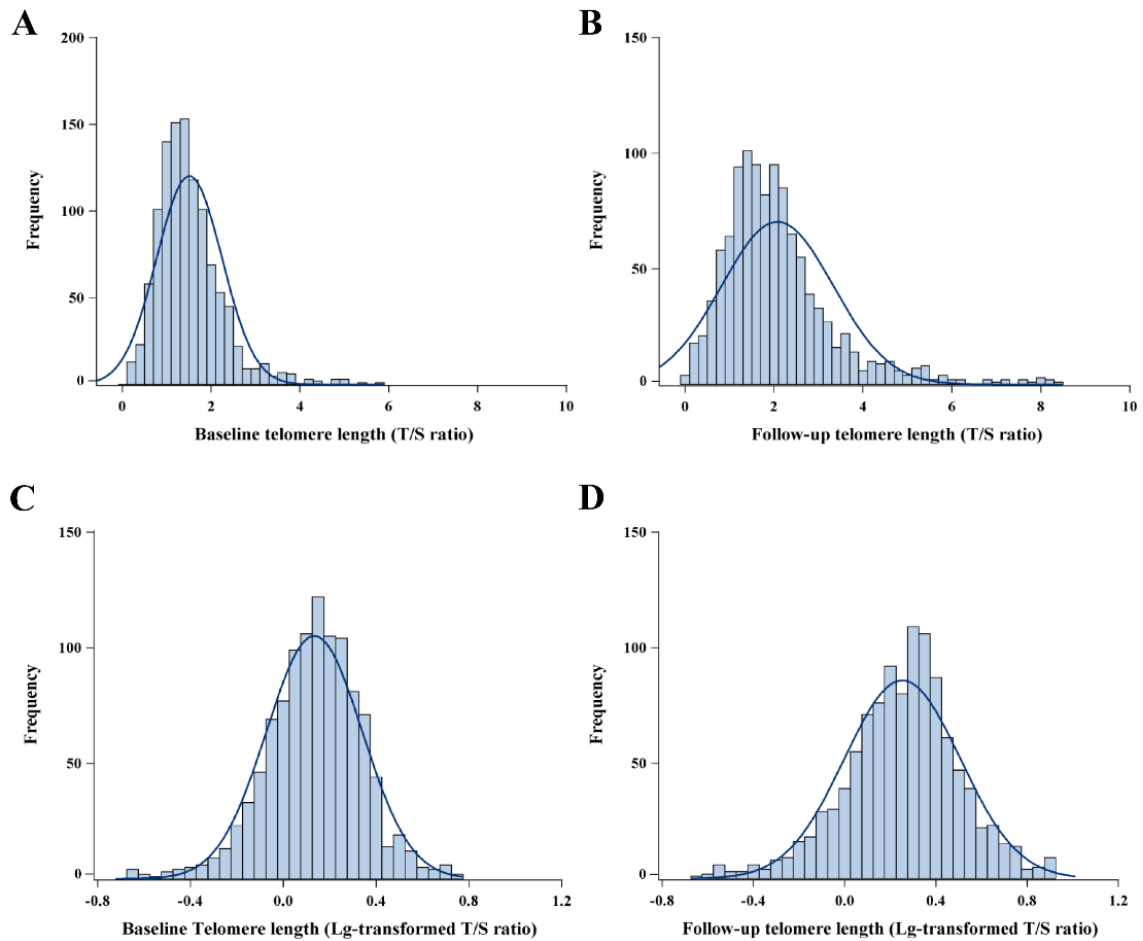 A
200
150
100
50
0
Frequency
0 2 4 6 8 10
Baseline telomere length (T/S ratio)
B
150
100
50
0
Frequency
0 2 4 6 8 10
Follow-up telomere length (T/S ratio)
C
150
100
50
0
Frequency
-0.8 -0.4 0.0 0.4 0.8 1.2
Baseline Telomere length (Lg-transformed T/S ratio)
D
150
100
50
0
Frequency
-0.8 -0.4 0.0 0.4 0.8 1.2
Follow-up telomere length (Lg-transformed T/S ratio)